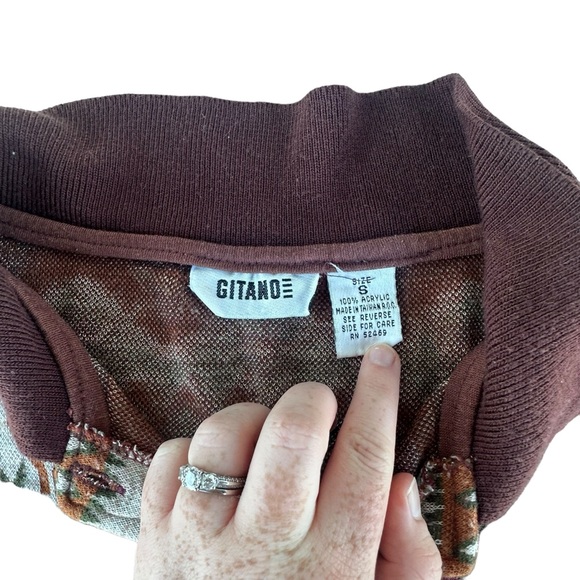 GITANO
SIZE
S
100% ACRYLIC
MADE IN TAIWAN R.O.C.
SEE REVERSE
SIDE FOR CARE
RN 52469